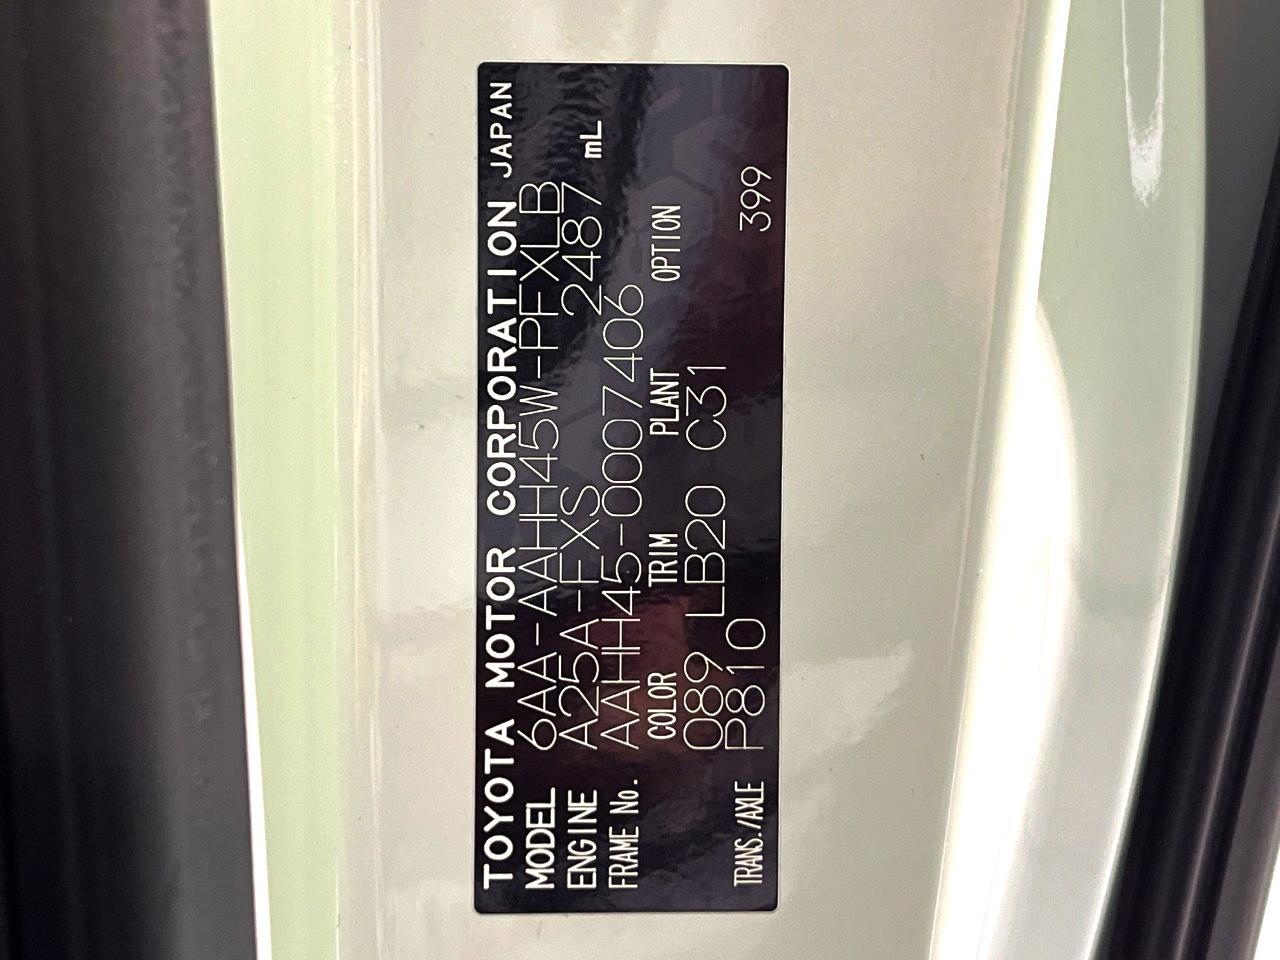 TOYOTA MOTOR CORPORATION JAPAN
MODEL 6AA-AAHH45W-PFXLB
ENGINE A25A-FXS 2487 mL
FRAME No. AAHH45-0007406
COLOR TRIM PLANT OPTION
089 LB20 C31
TRANS./AXLE P810 399